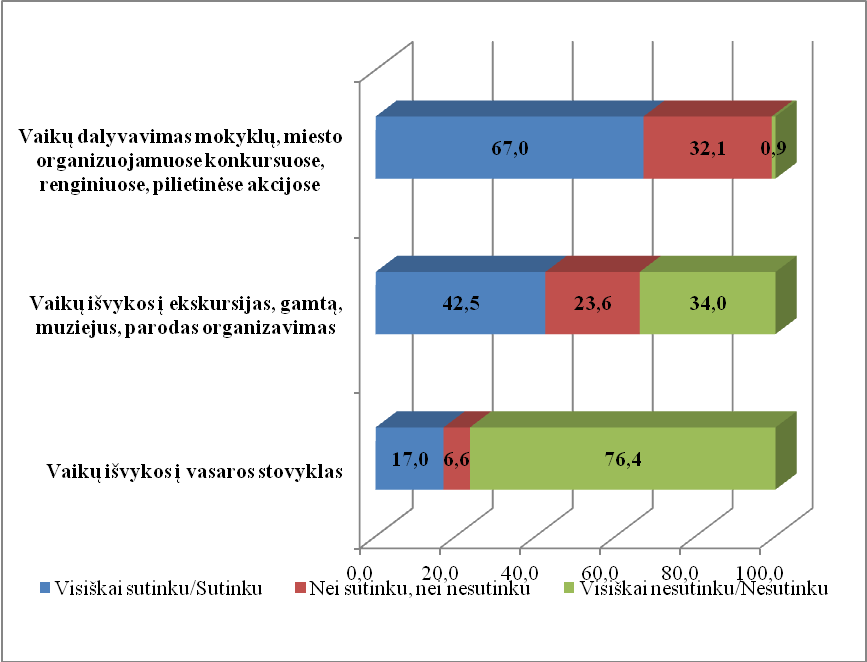 Vaikų dalyvavimas mokyklų, miesto
organizuojamuose konkursuose,
renginiuose, pilietinėse akcijose
67,0
32,1
0,9
Vaikų išvykos į ekskursijas, gamtą,
muziejus, parodas organizavimas
42,5
23,6
34,0
Vaikų išvykos į vasaros stovyklas
17,0
6,6
76,4
0,0
20,0
40,0
60,0
80,0
100,0
Visiškai sutinku/Sutinku
Nei sutinku, nei nesutinku
Visiškai nesutinku/Nesutinku